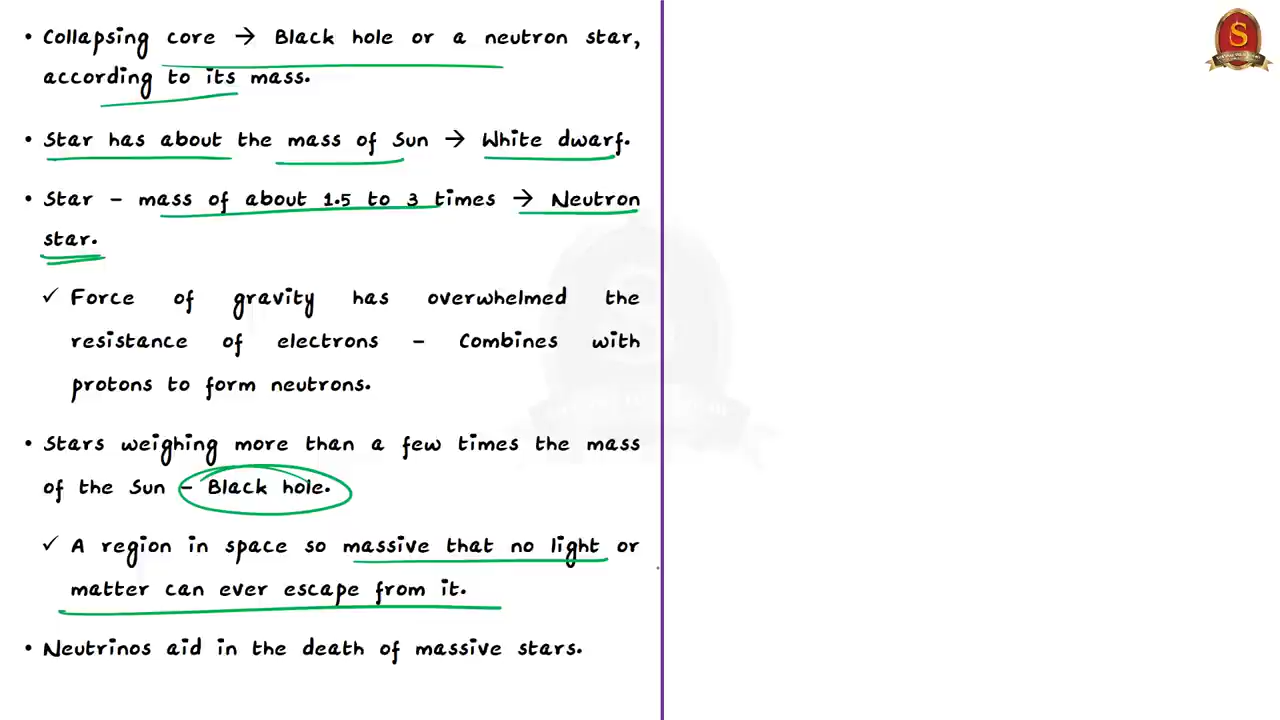 • Collapsing core → Black hole or a neutron star,
according to its mass.
• Star has about the mass of Sun → White dwarf.
• Star – mass of about 1.5 to 3 times → Neutron
star.
✓ Force of gravity has overwhelmed the
resistance of electrons – Combines with
protons to form neutrons.
• Stars weighing more than a few times the mass
of the Sun – Black hole.
✓ A region in space so massive that no light or
matter can ever escape from it.
• Neutrinos aid in the death of massive stars.
S